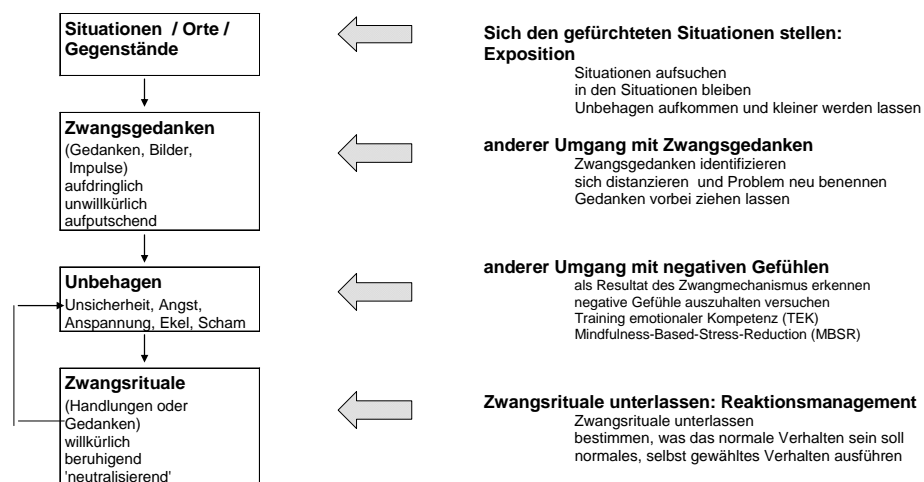 Situationen / Orte /
Gegenstände
Sich den gefürchteten Situationen stellen:
Exposition
Situationen aufsuchen
in den Situationen bleiben
Unbehagen aufkommen und kleiner werden lassen
Zwangsgedanken
(Gedanken, Bilder,
Impulse)
aufdringlich
unwillkürlich
aufputschend
anderer Umgang mit Zwangsgedanken
Zwangsgedanken identifizieren
sich distanzieren und Problem neu benennen
Gedanken vorbei ziehen lassen
Unbehagen
Unsicherheit, Angst,
Anspannung, Ekel, Scham
anderer Umgang mit negativen Gefühlen
als Resultat des Zwangmechanismus erkennen
negative Gefühle auszuhalten versuchen
Training emotionaler Kompetenz (TEK)
Mindfulness-Based-Stress-Reduction (MBSR)
Zwangsrituale
(Handlungen oder
Gedanken)
willkürlich
beruhigend
'neutralisierend'
Zwangsrituale unterlassen: Reaktionsmanagement
Zwangsrituale unterlassen
bestimmen, was das normale Verhalten sein soll
normales, selbst gewähltes Verhalten ausführen